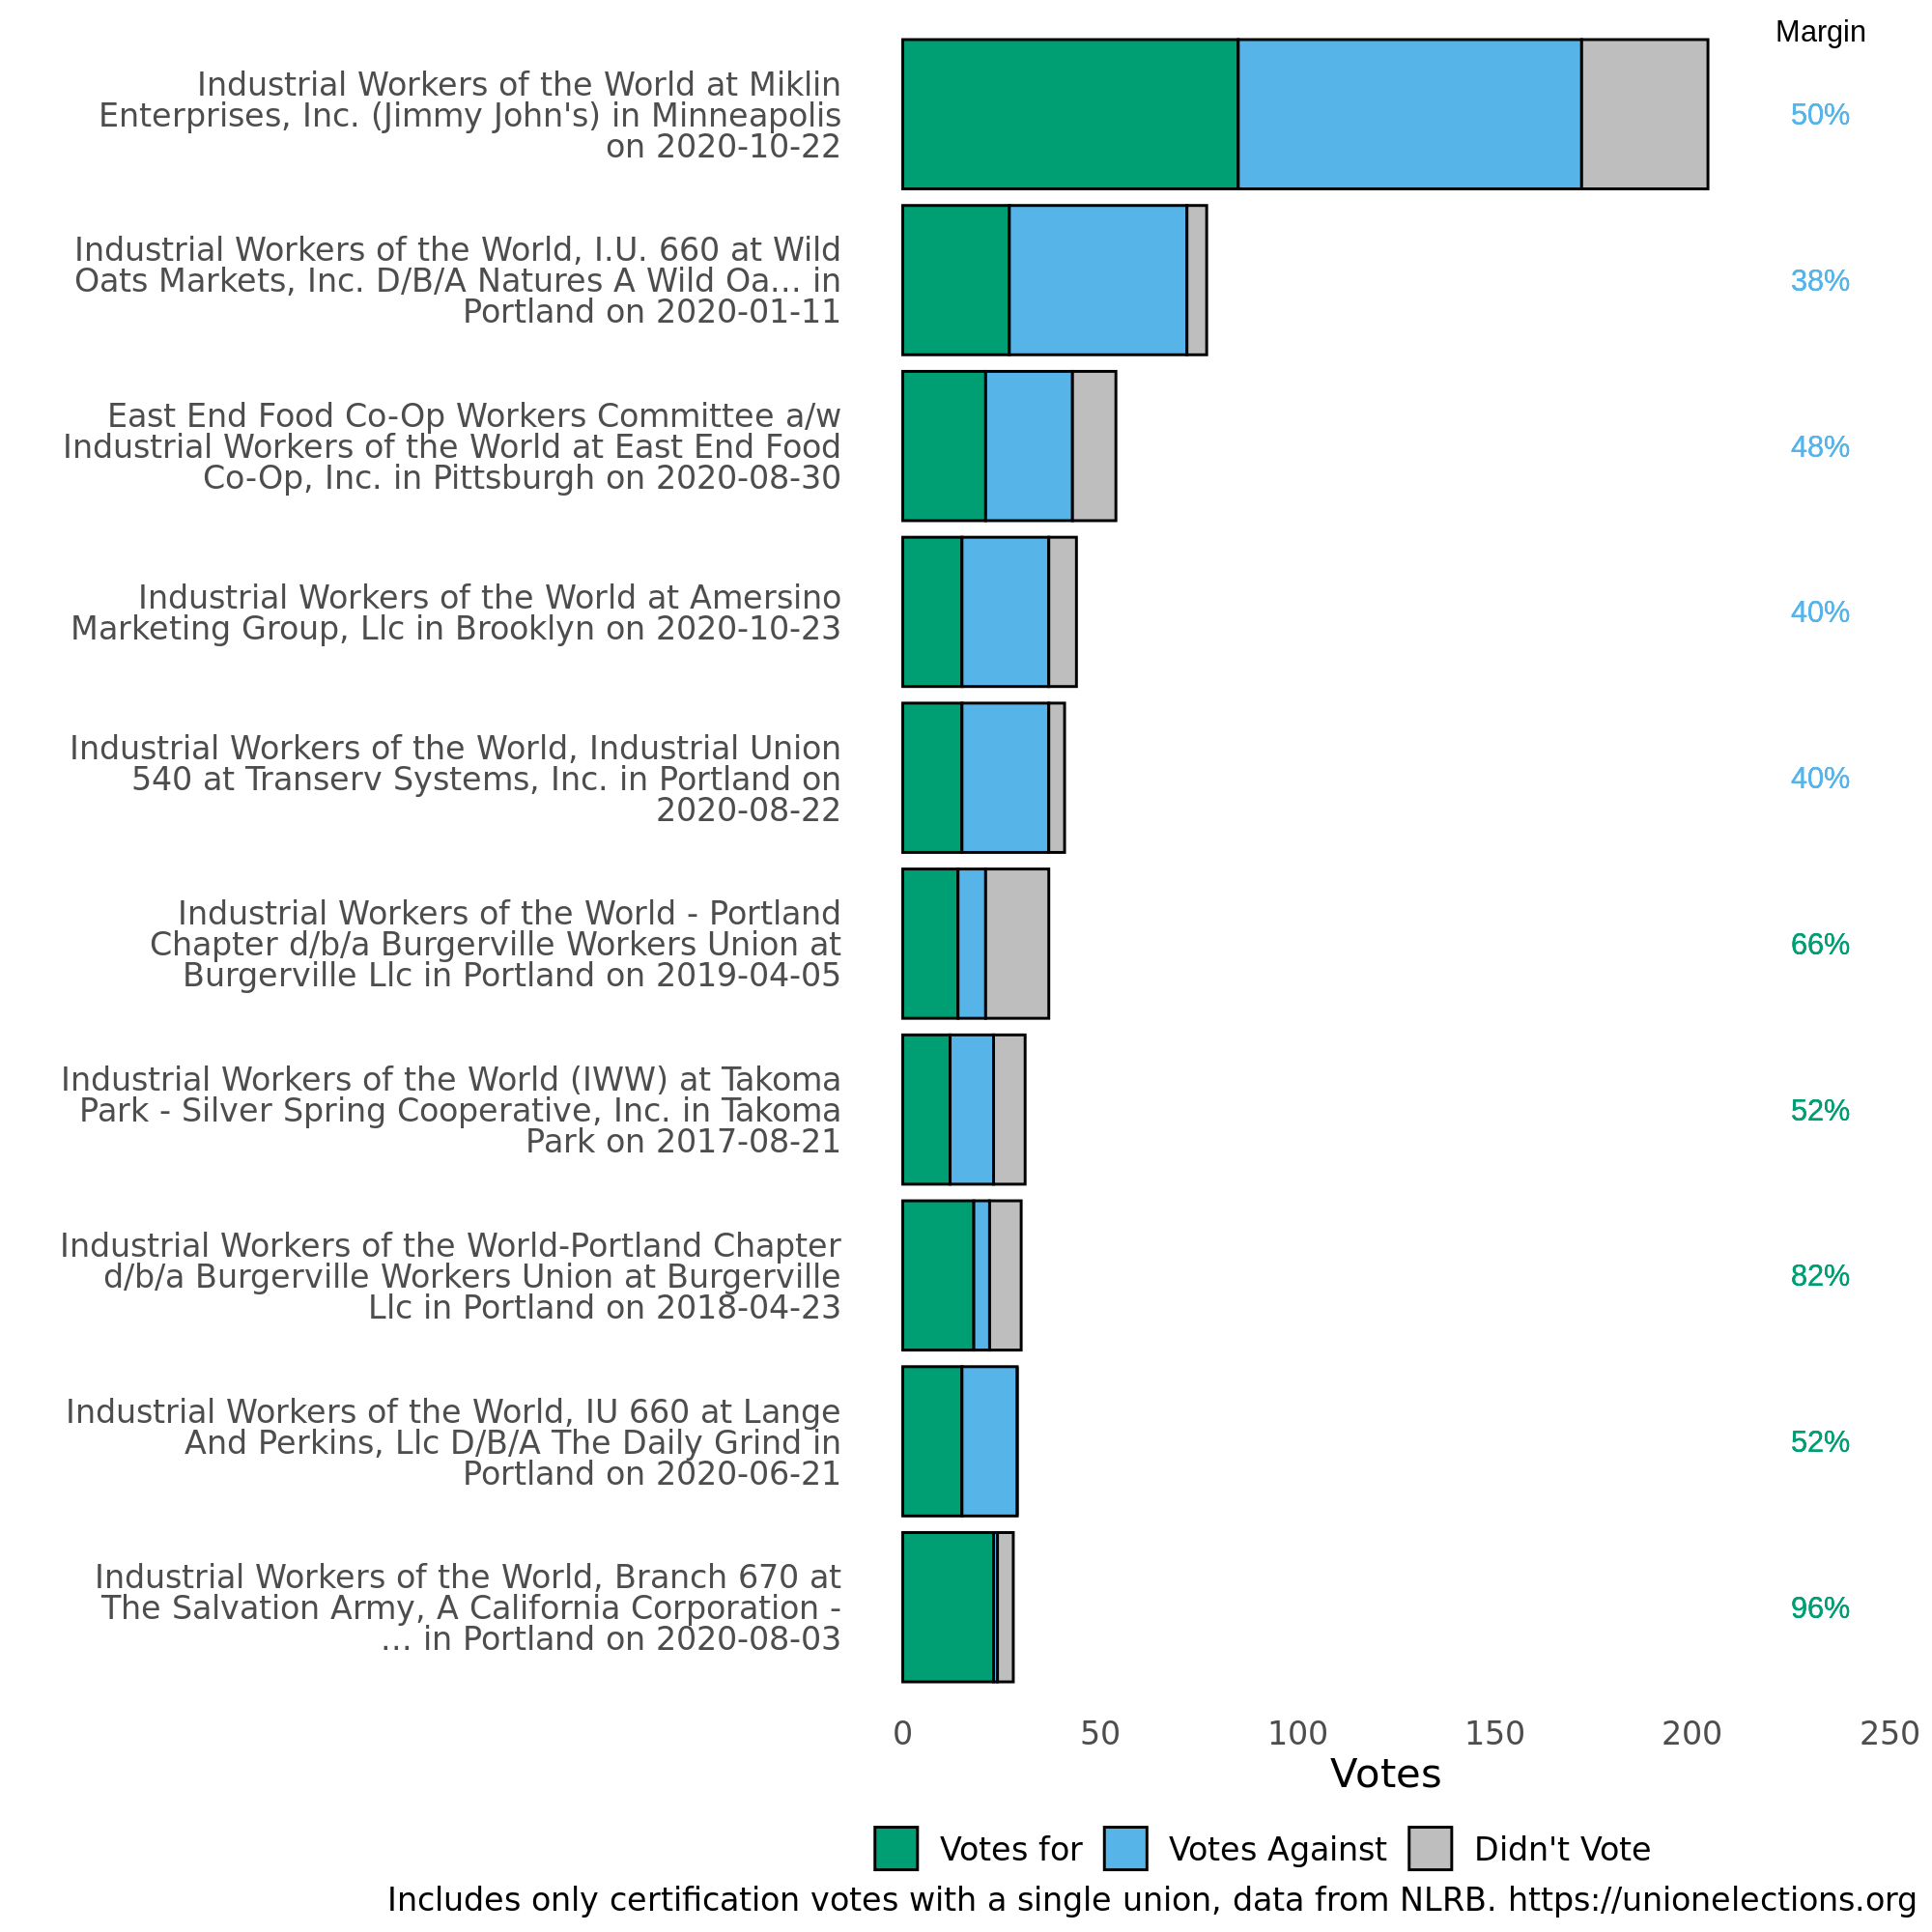 Margin
Industrial Workers of the World at Miklin
Enterprises, Inc. (Jimmy John's) in Minneapolis
on 2020-10-22
50%
Industrial Workers of the World, I.U. 660 at Wild
Oats Markets, Inc. D/B/A Natures A Wild Oa... in
Portland on 2020-01-11
38%
East End Food Co-Op Workers Committee a/w
Industrial Workers of the World at East End Food
Co-Op, Inc. in Pittsburgh on 2020-08-30
48%
Industrial Workers of the World at Amersino
Marketing Group, Llc in Brooklyn on 2020-10-23
40%
Industrial Workers of the World, Industrial Union
540 at Transerv Systems, Inc. in Portland on
2020-08-22
40%
Industrial Workers of the World - Portland
Chapter d/b/a Burgerville Workers Union at
Burgerville Llc in Portland on 2019-04-05
66%
Industrial Workers of the World (IWW) at Takoma
Park - Silver Spring Cooperative, Inc. in Takoma
Park on 2017-08-21
52%
Industrial Workers of the World-Portland Chapter
d/b/a Burgerville Workers Union at Burgerville
Llc in Portland on 2018-04-23
82%
Industrial Workers of the World, IU 660 at Lange
And Perkins, Llc D/B/A The Daily Grind in
Portland on 2020-06-21
52%
Industrial Workers of the World, Branch 670 at
The Salvation Army, A California Corporation -
... in Portland on 2020-08-03
96%
0 50 100 150 200 250
Votes
Votes for Votes Against Didn't Vote
Includes only certification votes with a single union, data from NLRB. https://unionelections.org